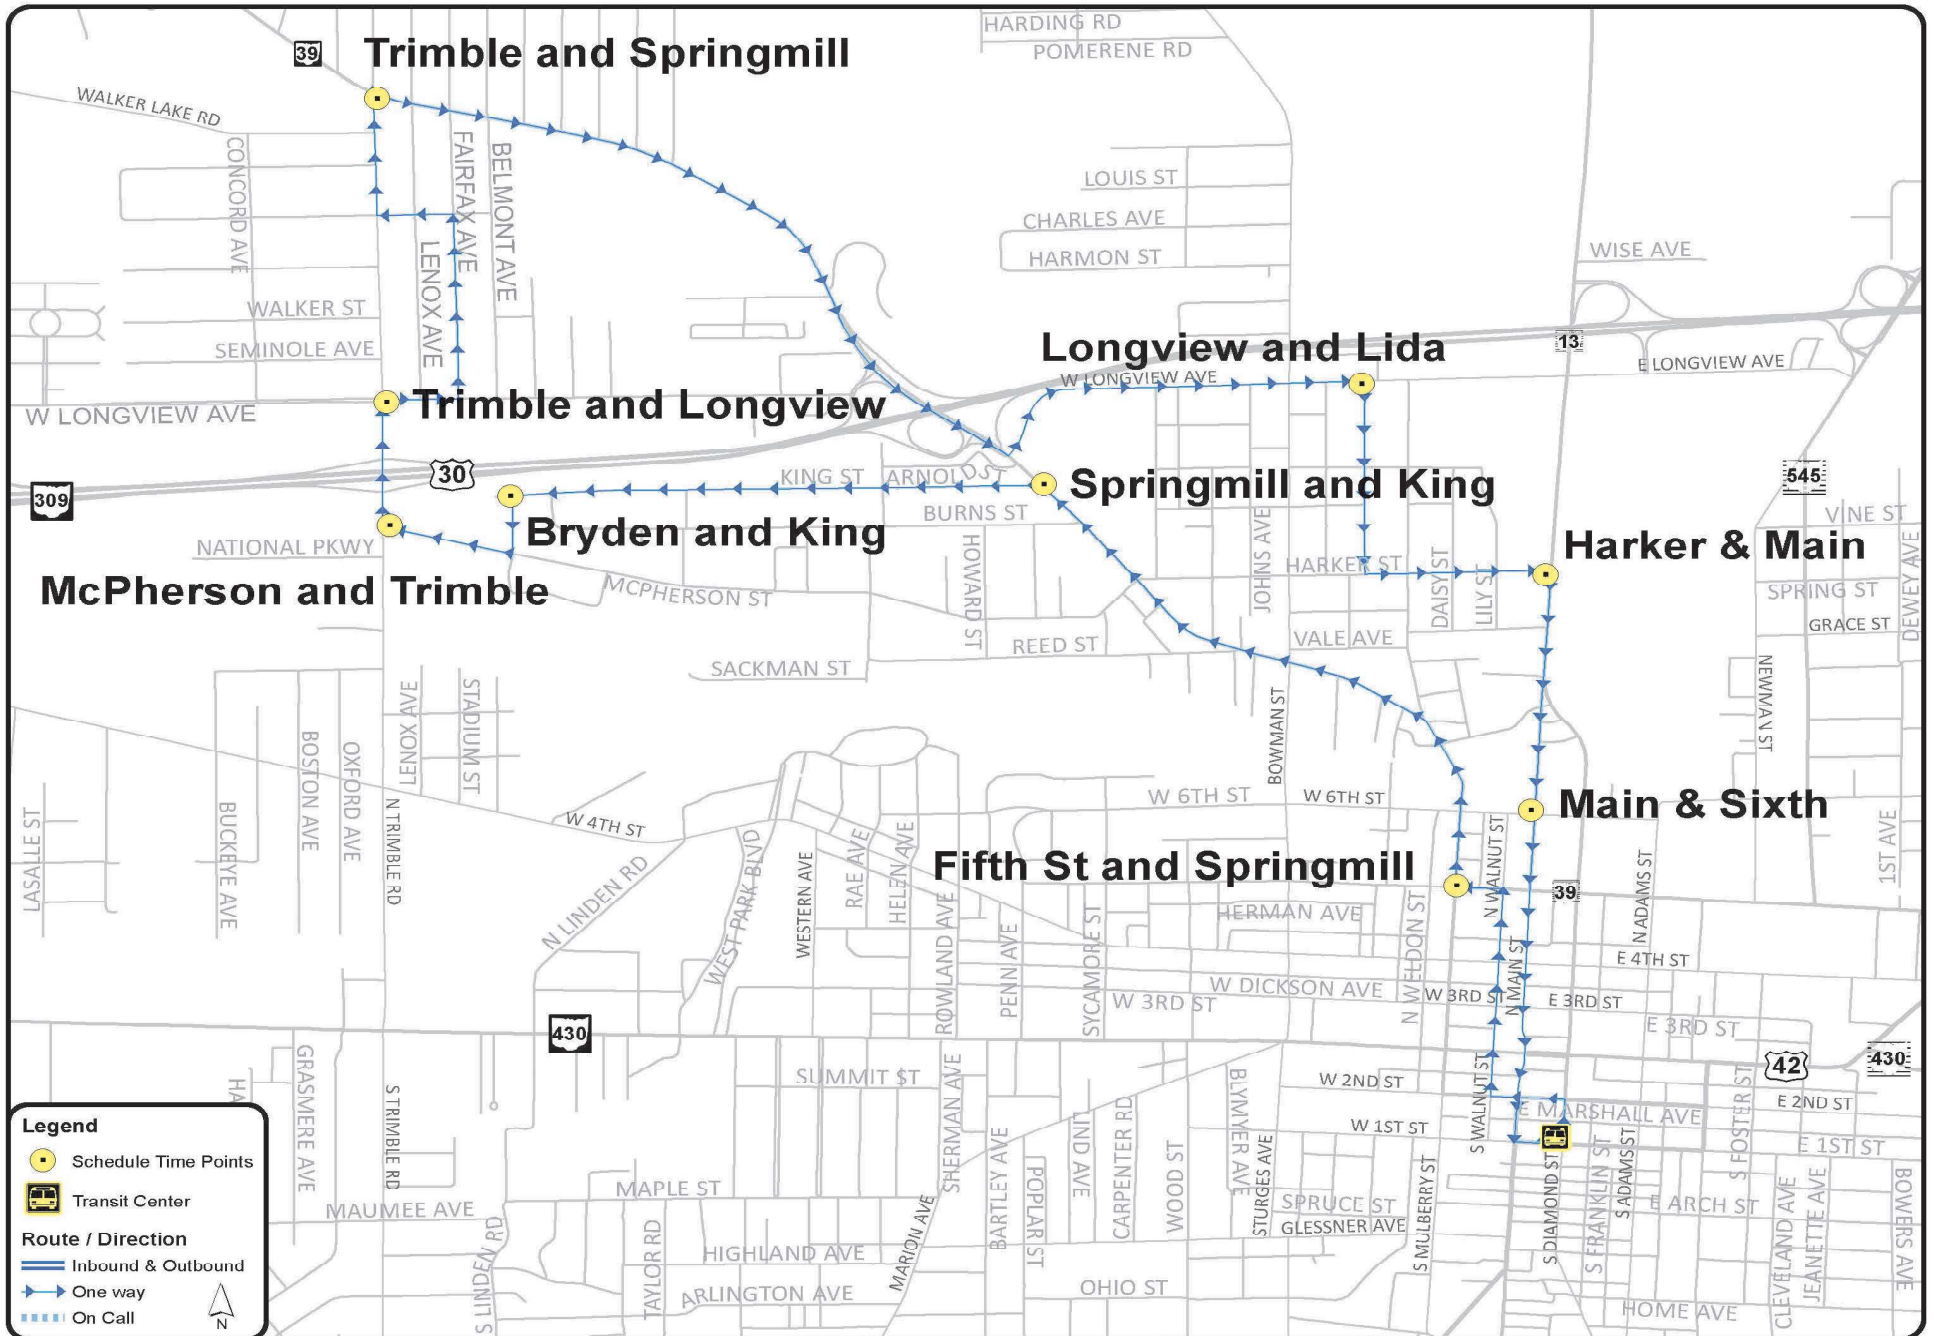 HARDING RD
39
Trimble and Springmill
POMERENE RD
WALKER LAKE RD
CONCORD AVE
FAIRFAX AVE
BELMONT AVE
LOUIS ST
CHARLES AVE
HARMON ST
WISE AVE
LENOX AVE
WALKER ST
SEMINOLE AVE
Longview and Lida
13
E LONGVIEW AVE
W LONGVIEW AVE
W LONGVIEW AVE
Trimble and Longview
30
309
KING ST
ARNOLD ST
Springmill and King
545
BURNS ST
VINE ST
Bryden and King
NATIONAL PKWY
Harker & Main
HARKER ST
McPherson and Trimble
MCPHERSON ST
HOWARD ST
JOHNS AVE
DAISY ST
LILY ST
SPRING ST
DEWEY AVE
GRACE ST
REED ST
VALE AVE
SACKMAN ST
NEWMAN ST
LENOX AVE
STADIUM ST
BOSTON AVE
OXFORD AVE
BOWMAN ST
LASALLE ST
BUCKEYE AVE
N TRIMBLE RD
W 4TH ST
W 6TH ST
W 6TH ST
Main & Sixth
N LINDEN RD
WEST PARK BLVD
WESTERN AVE
RAE AVE
HELEN AVE
Fifth St and Springmill
N WALNUT ST
39
N ADAMS ST
1ST AVE
HERMAN AVE
ROWLAND AVE
PENN AVE
SYCAMORE ST
N WELDON ST
N MAIN ST
E 4TH ST
W DICKSON AVE
W 3RD ST
W 3RD ST
E 3RD ST
E 3RD ST
430
42
430
GRASMERE AVE
HA
S TRIMBLE RD
SUMMIT ST
SHERMAN AVE
W 2ND ST
S WALNUT ST
E 2ND ST
E MARSHALL AVE
W 1ST ST
E 1ST ST
BLYMYER AVE
STURGES AVE
S FOSTER ST
LIND AVE
CARPENTER RD
WOOD ST
BARTLEY AVE
POPLAR ST
S MULBERRY ST
S DIAMOND ST
S FRANKLIN ST
S ADAMS ST
MAPLE ST
MAUMEE AVE
SPRUCE ST
GLESSNER AVE
E ARCH ST
CLEVELAND AVE
JEANETTE AVE
BOWERS AVE
S LINDEN RD
TAYLOR RD
HIGHLAND AVE
MARION AVE
ARLINGTON AVE
OHIO ST
HOME AVE
Legend
Schedule Time Points
Transit Center
Route / Direction
Inbound & Outbound
One way
On Call
N